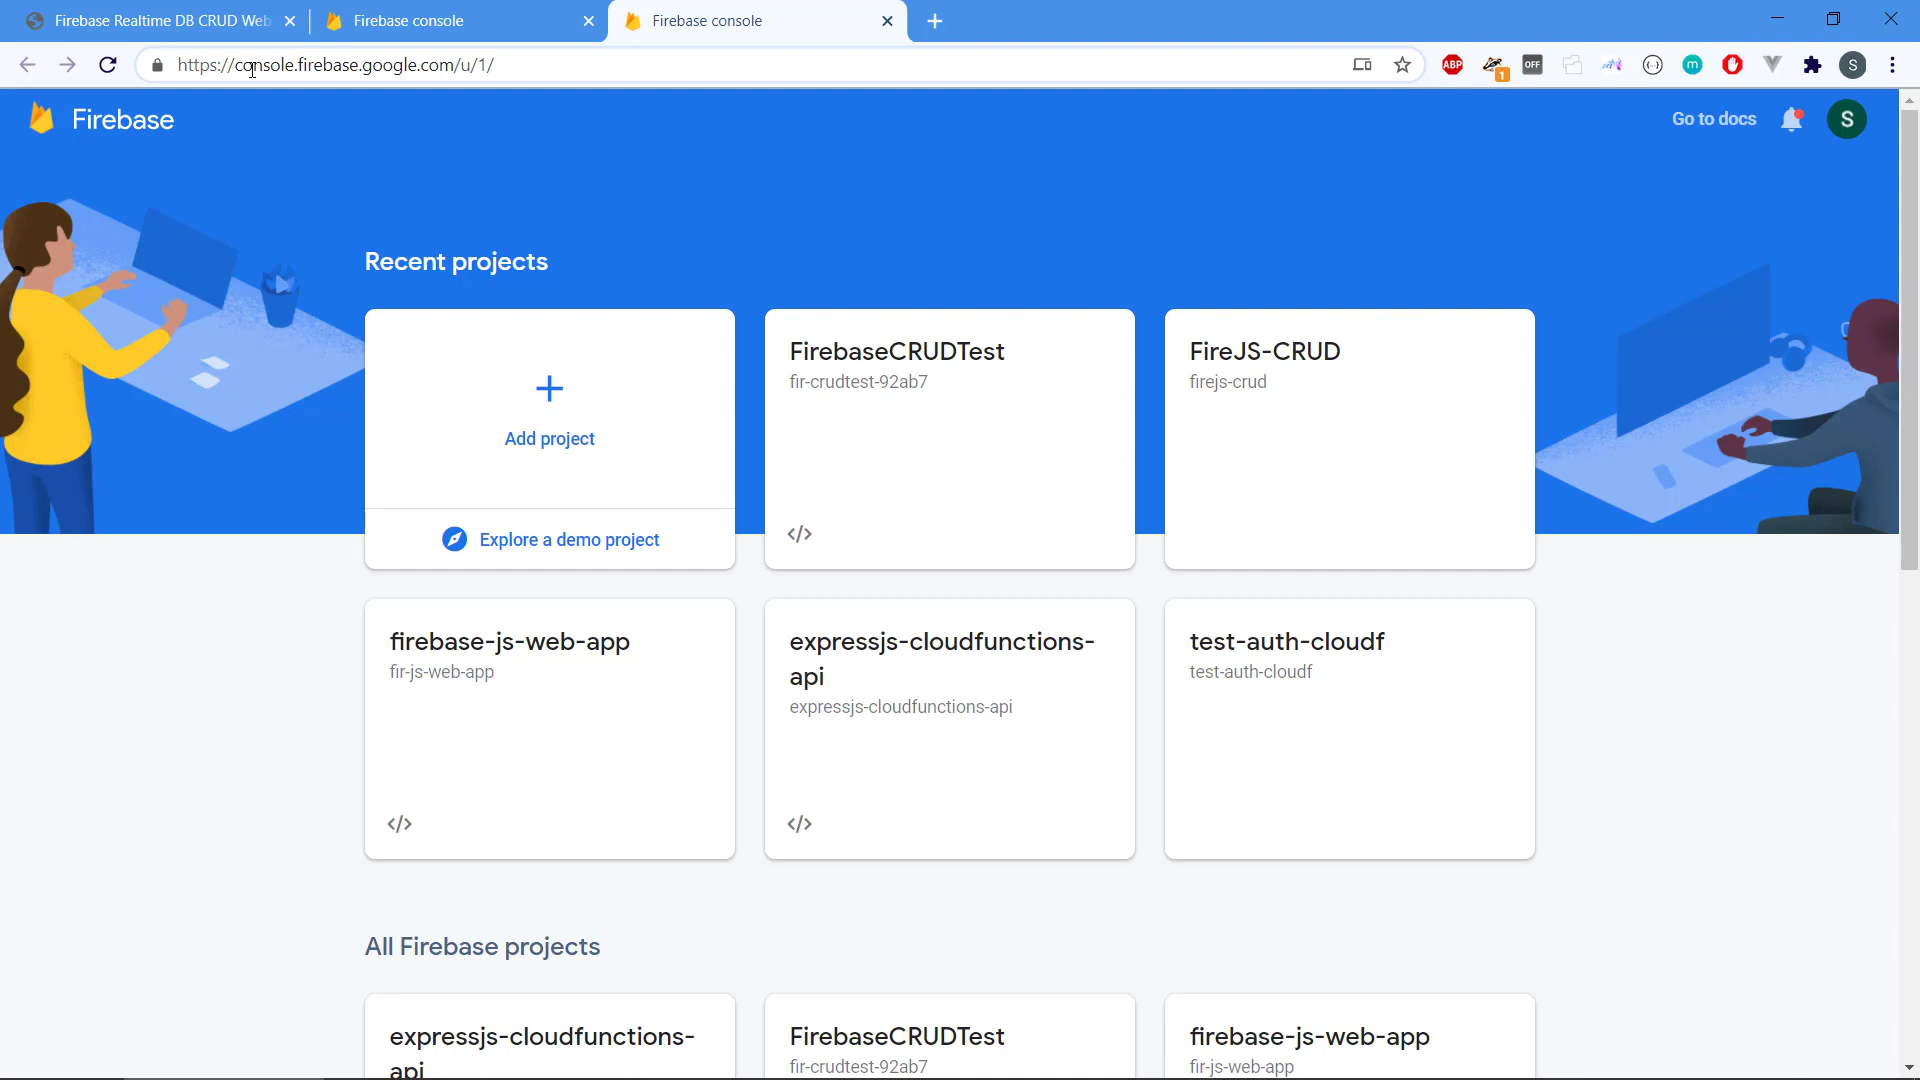 Firebase Realtime DB CRUD Web
Firebase console
Firebase console
https://console.firebase.google.com/u/1/
ABP
1
OFF
m
S
Firebase
Go to docs
S
Recent projects
Add project
Explore a demo project
FirebaseCRUDTest
fir-crudtest-92ab7
</>
FireJS-CRUD
firejs-crud
firebase-js-web-app
fir-js-web-app
</>
expressjs-cloudfunctions-
api
expressjs-cloudfunctions-api
</>
test-auth-cloudf
test-auth-cloudf
All Firebase projects
expressjs-cloudfunctions-
api
FirebaseCRUDTest
fir-crudtest-92ab7
firebase-js-web-app
fir-js-web-app